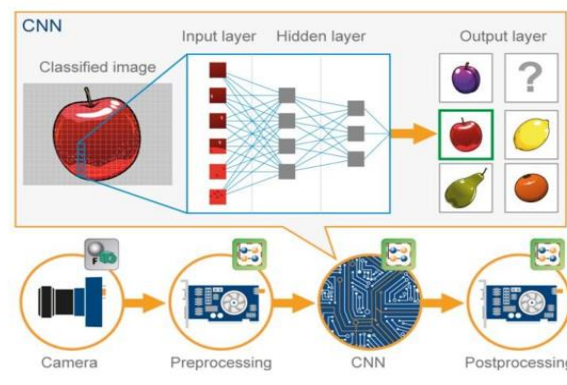 CNN
Input layer Hidden layer Output layer
Classified image
?
F
Camera Preprocessing CNN Postprocessing